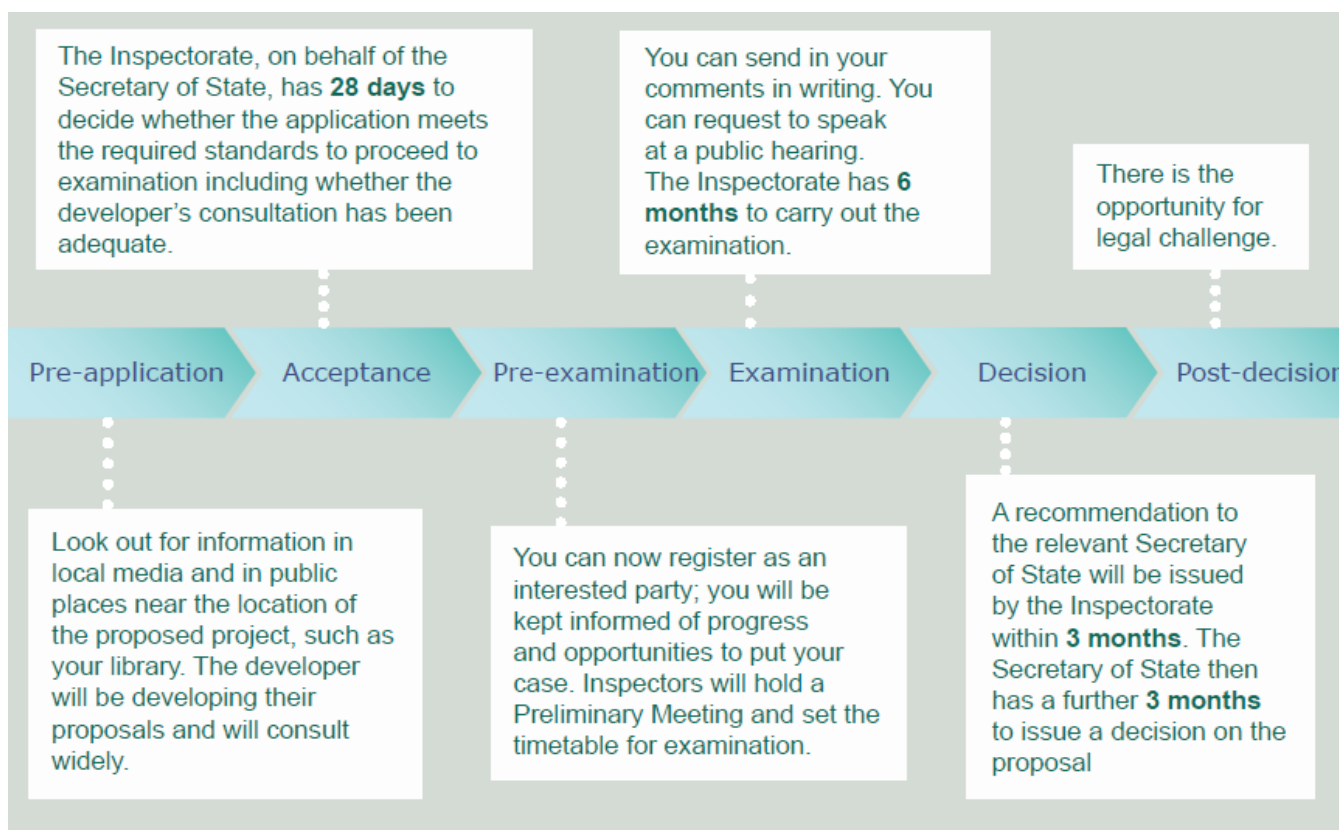 The Inspectorate, on behalf of the
Secretary of State, has 28 days to
decide whether the application meets
the required standards to proceed to
examination including whether the
developer's consultation has been
adequate.
You can send in your
comments in writing. You
can request to speak
at a public hearing.
The Inspectorate has 6
months to carry out the
examination.
There is the
opportunity for
legal challenge.
Pre-application
Acceptance
Pre-examination
Examination
Decision
Post-decision
Look out for information in
local media and in public
places near the location of
the proposed project, such as
your library. The developer
will be developing their
proposals and will consult
widely.
You can now register as an
interested party; you will be
kept informed of progress
and opportunities to put your
case. Inspectors will hold a
Preliminary Meeting and set the
timetable for examination.
A recommendation to
the relevant Secretary
of State will be issued
by the Inspectorate
within 3 months. The
Secretary of State then
has a further 3 months
to issue a decision on the
proposal